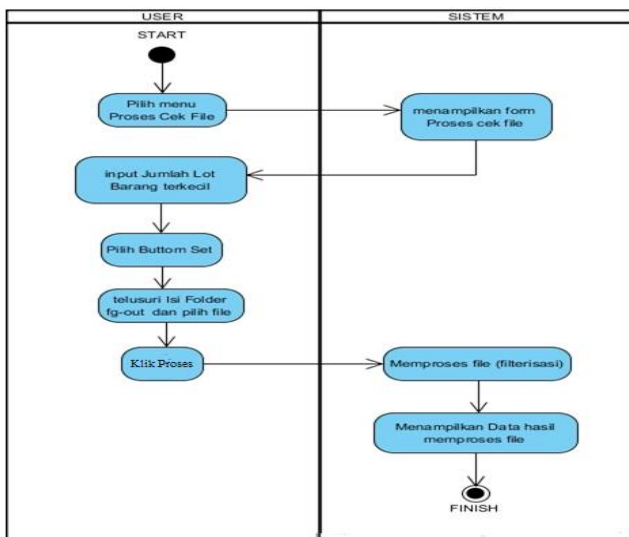 USER
SISTEM
START
Pilih menu
Proses Cek File
menampilkan form
Proses cek file
input Jumlah Lot
Barang terkecil
Pilih Buttom Set
telusuri Isi Folder
fg-out dan pilih file
Klik Proses
Memproses file (filterisasi)
Menampilkan Data hasil
memproses file
FINISH